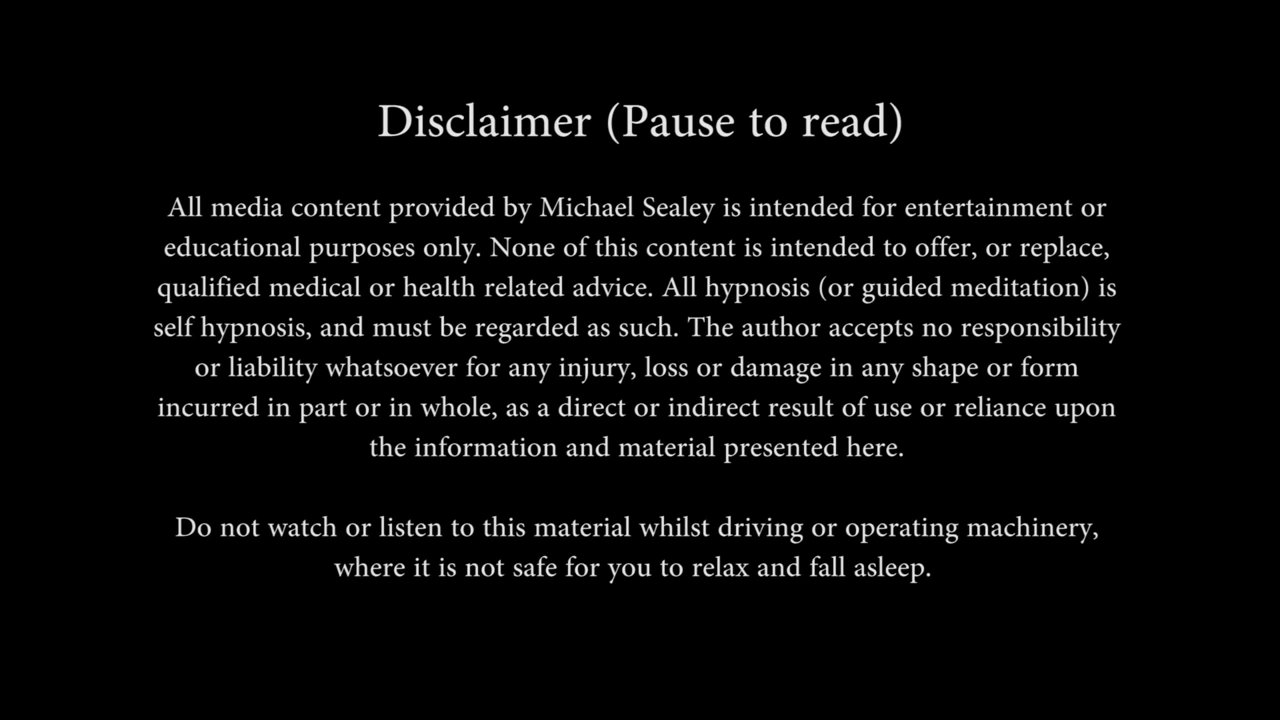 Disclaimer (Pause to read)
All media content provided by Michael Sealey is intended for entertainment or
educational purposes only. None of this content is intended to offer, or replace,
qualified medical or health related advice. All hypnosis (or guided meditation) is
self hypnosis, and must be regarded as such. The author accepts no responsibility
or liability whatsoever for any injury, loss or damage in any shape or form
incurred in part or in whole, as a direct or indirect result of use or reliance upon
the information and material presented here.
Do not watch or listen to this material whilst driving or operating machinery,
where it is not safe for you to relax and fall asleep.